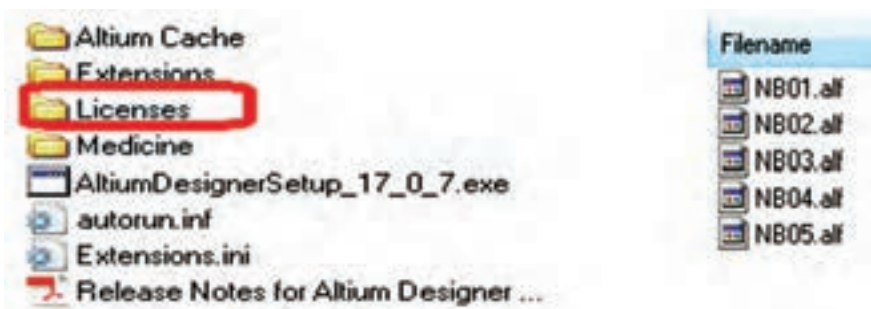 Altium Cache
Extensions
Licenses
Medicine
AltiumDesignerSetup_17_0_7.exe
autorun.inf
Extensions.ini
Release Notes for Altium Designer ...
Filename
NB01.alf
NB02.alf
NB03.alf
NB04.alf
NB05.alf